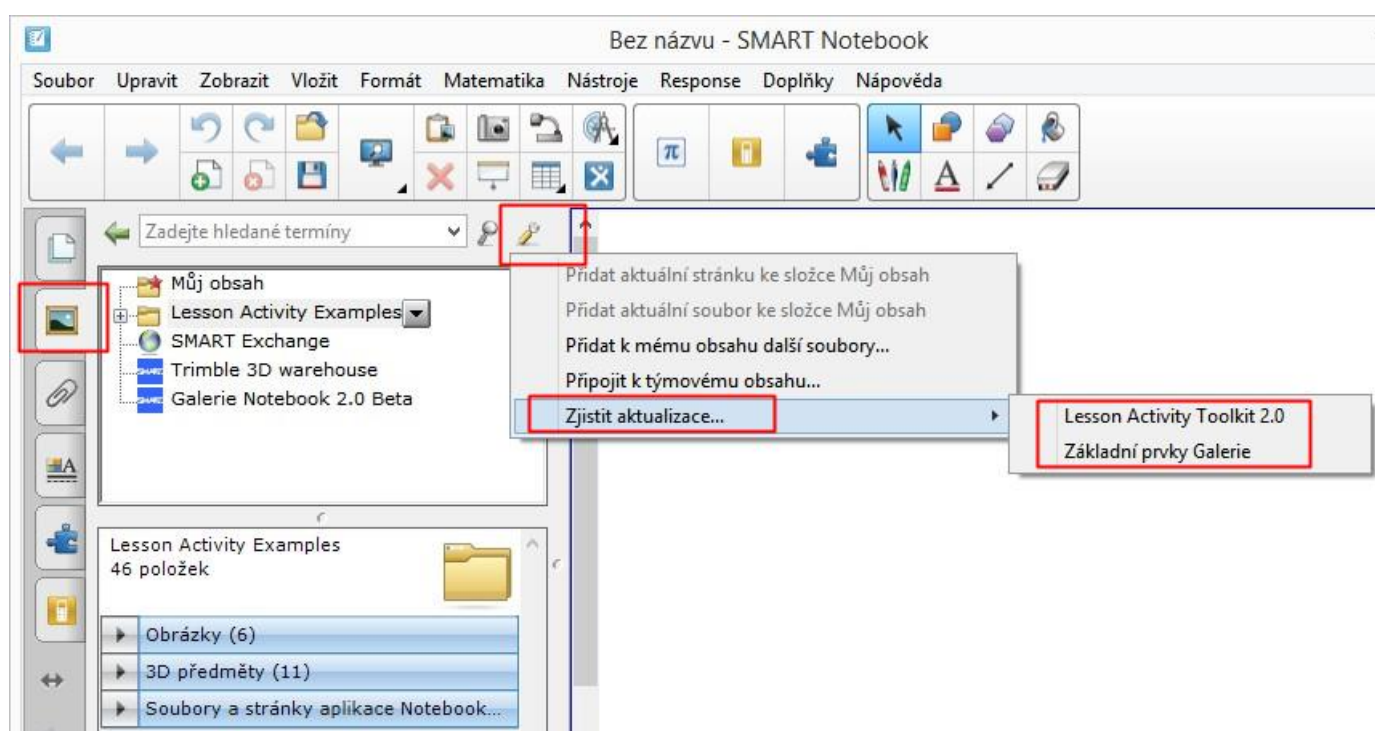 Bez názvu - SMART Notebook
Soubor Upravit Zobrazit Vložit Formát Matematika Nástroje Response Doplňky Nápověda
π
A
Zadejte hledané termíny
Můj obsah
Lesson Activity Examples
SMART Exchange
Trimble 3D warehouse
Galerie Notebook 2.0 Beta
Přidat aktuální stránku ke složce Můj obsah
Přidat aktuální soubor ke složce Můj obsah
Přidat k mému obsahu další soubory...
Připojit k týmovému obsahu...
Zjistit aktualizace...
Lesson Activity Toolkit 2.0
Základní prvky Galerie
A
Lesson Activity Examples
46 položek
Obrázky (6)
3D předměty (11)
Soubory a stránky aplikace Notebook...